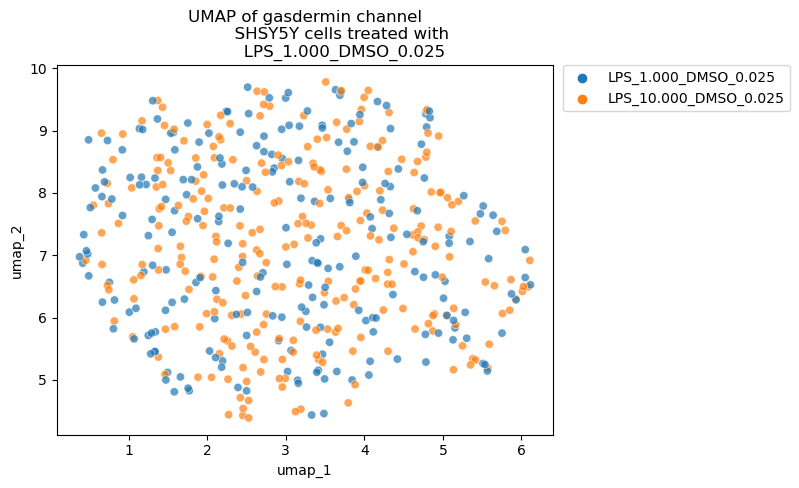 UMAP of gasdermin channel
SHSY5Y cells treated with
LPS_1.000_DMSO_0.025
LPS_1.000_DMSO_0.025
LPS_10.000_DMSO_0.025
umap_2
10
9
8
7
6
5
1
2
3
4
5
6
umap_1